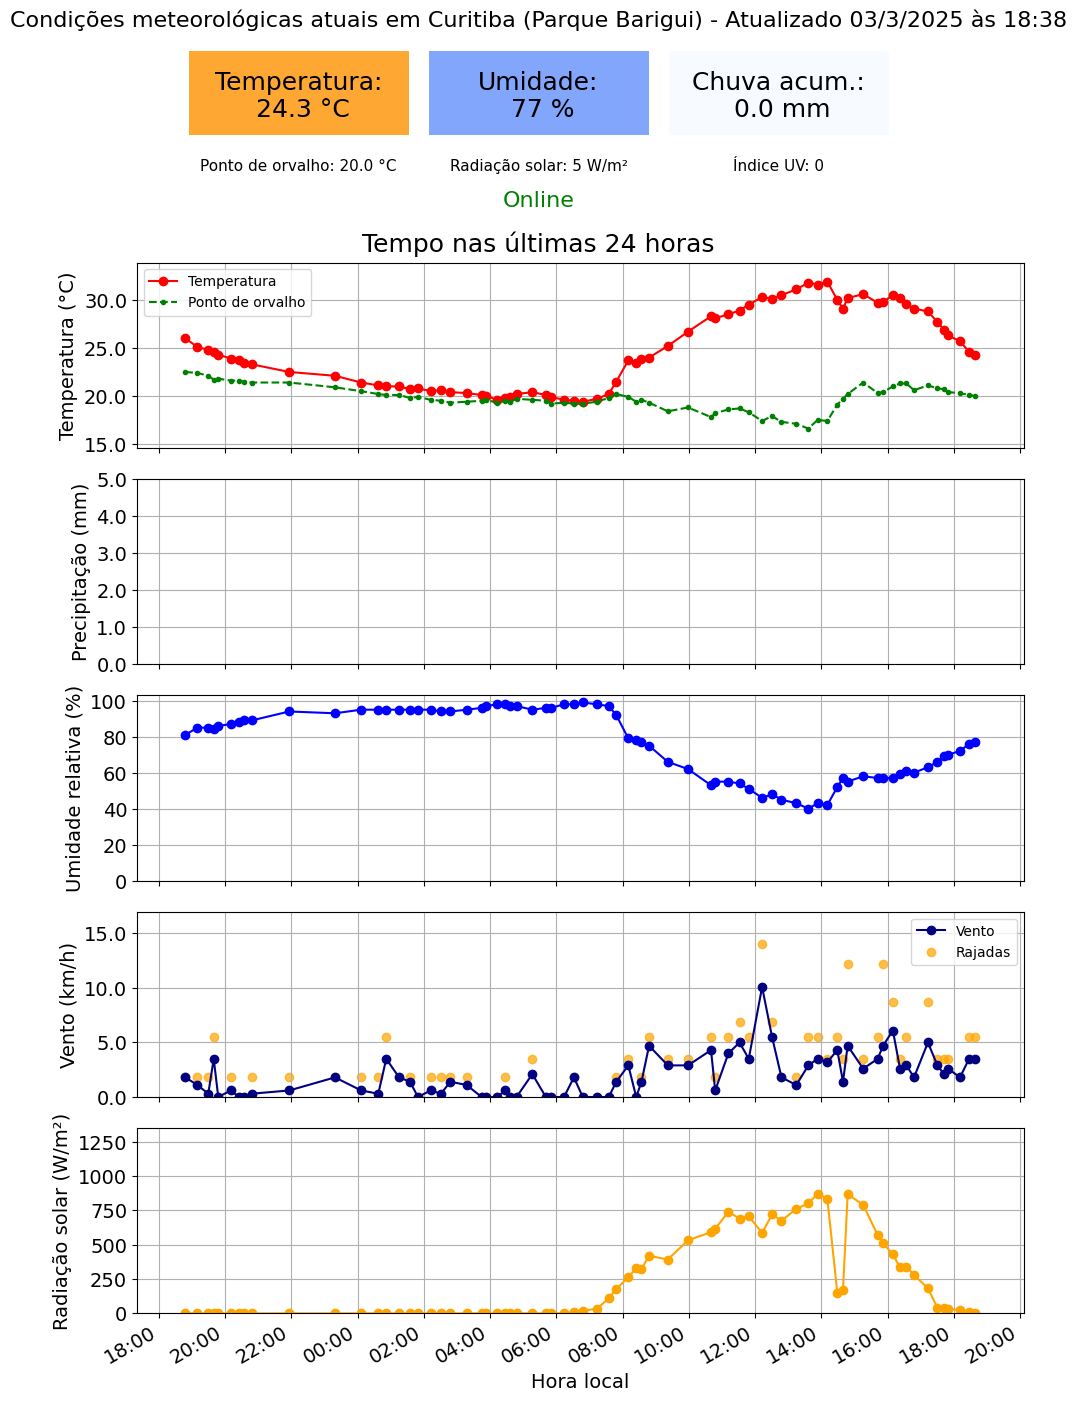 Condições meteorológicas atuais em Curitiba (Parque Barigui) - Atualizado 03/3/2025 às 18:38
Temperatura:
24.3 °C
Umidade:
77 %
Chuva acum.:
0.0 mm
Ponto de orvalho: 20.0 °C
Radiação solar: 5 W/m²
Índice UV: 0
Online
Tempo nas últimas 24 horas
Temperatura (°C)
30.0
25.0
20.0
15.0
Temperatura
Ponto de orvalho
Precipitação (mm)
5.0
4.0
3.0
2.0
1.0
0.0
Umidade relativa (%)
100
80
60
40
20
0
Vento (km/h)
15.0
10.0
5.0
0.0
Vento
Rajadas
Radiação solar (W/m²)
1250
1000
750
500
250
0
18:00
20:00
22:00
00:00
02:00
04:00
06:00
08:00
10:00
12:00
14:00
16:00
18:00
20:00
Hora local